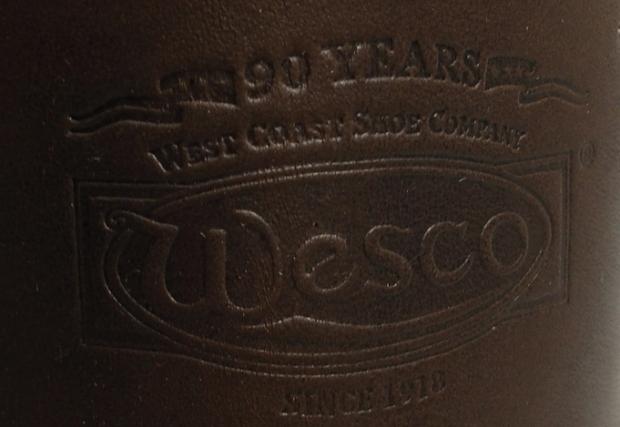 90 YEARS
WEST COAST SHOE COMPANY
®
Wesco
SINCE 1918